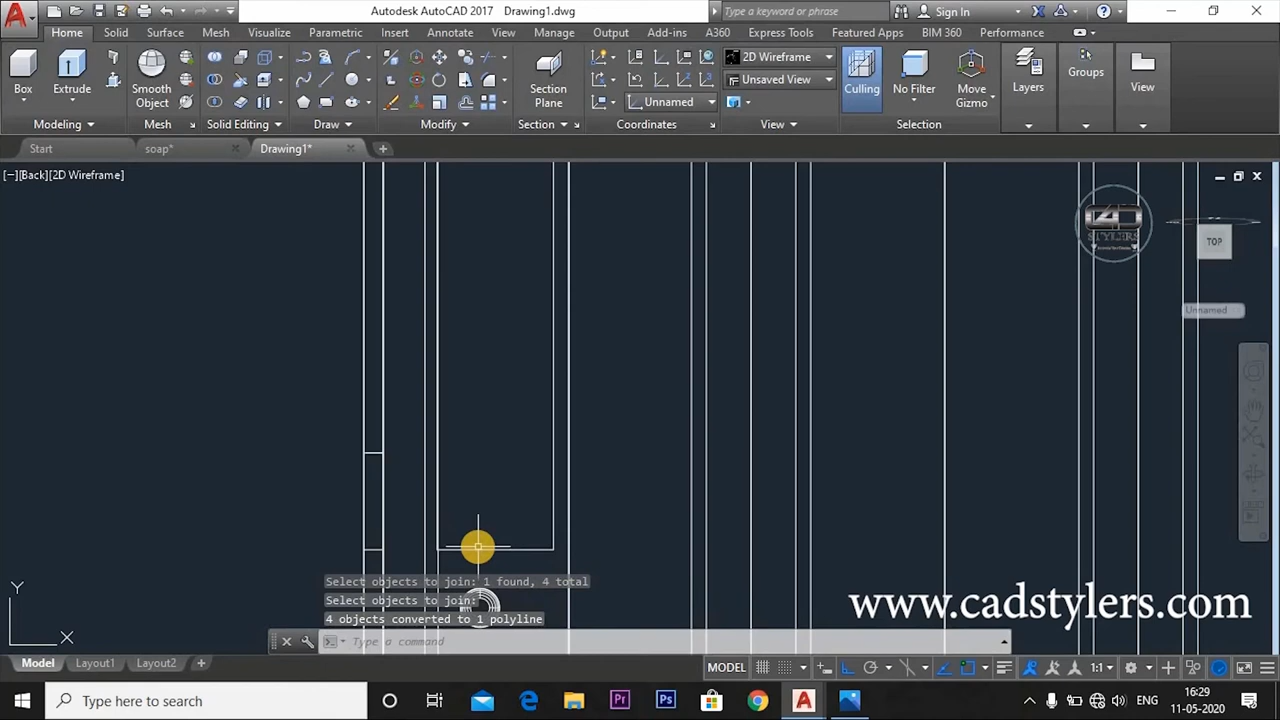 Autodesk AutoCAD 2017 Drawing1.dwg
Type a keyword or phrase
Sign In
Home Solid Surface Mesh Visualize Parametric Insert Annotate View Manage Output Add-ins A360 Express Tools Featured Apps BIM 360 Performance
2D Wireframe
Unsaved View
Unnamed
Box Extrude Smooth Object Section Plane Culling No Filter Move Gizmo Layers Groups View
Modeling Mesh Solid Editing Draw Modify Section Coordinates View Selection
Start soap* Drawing1*
[−][Back][2D Wireframe]
STYLERS
TOP
Unnamed
Y
X
Select objects to join: 1 found, 4 total
Select objects to join:
4 objects converted to 1 polyline
Type a command
www.cadstylers.com
Model Layout1 Layout2
MODEL
1:1
Type here to search
Pr
Ps
A
ENG
16:29
11-05-2020